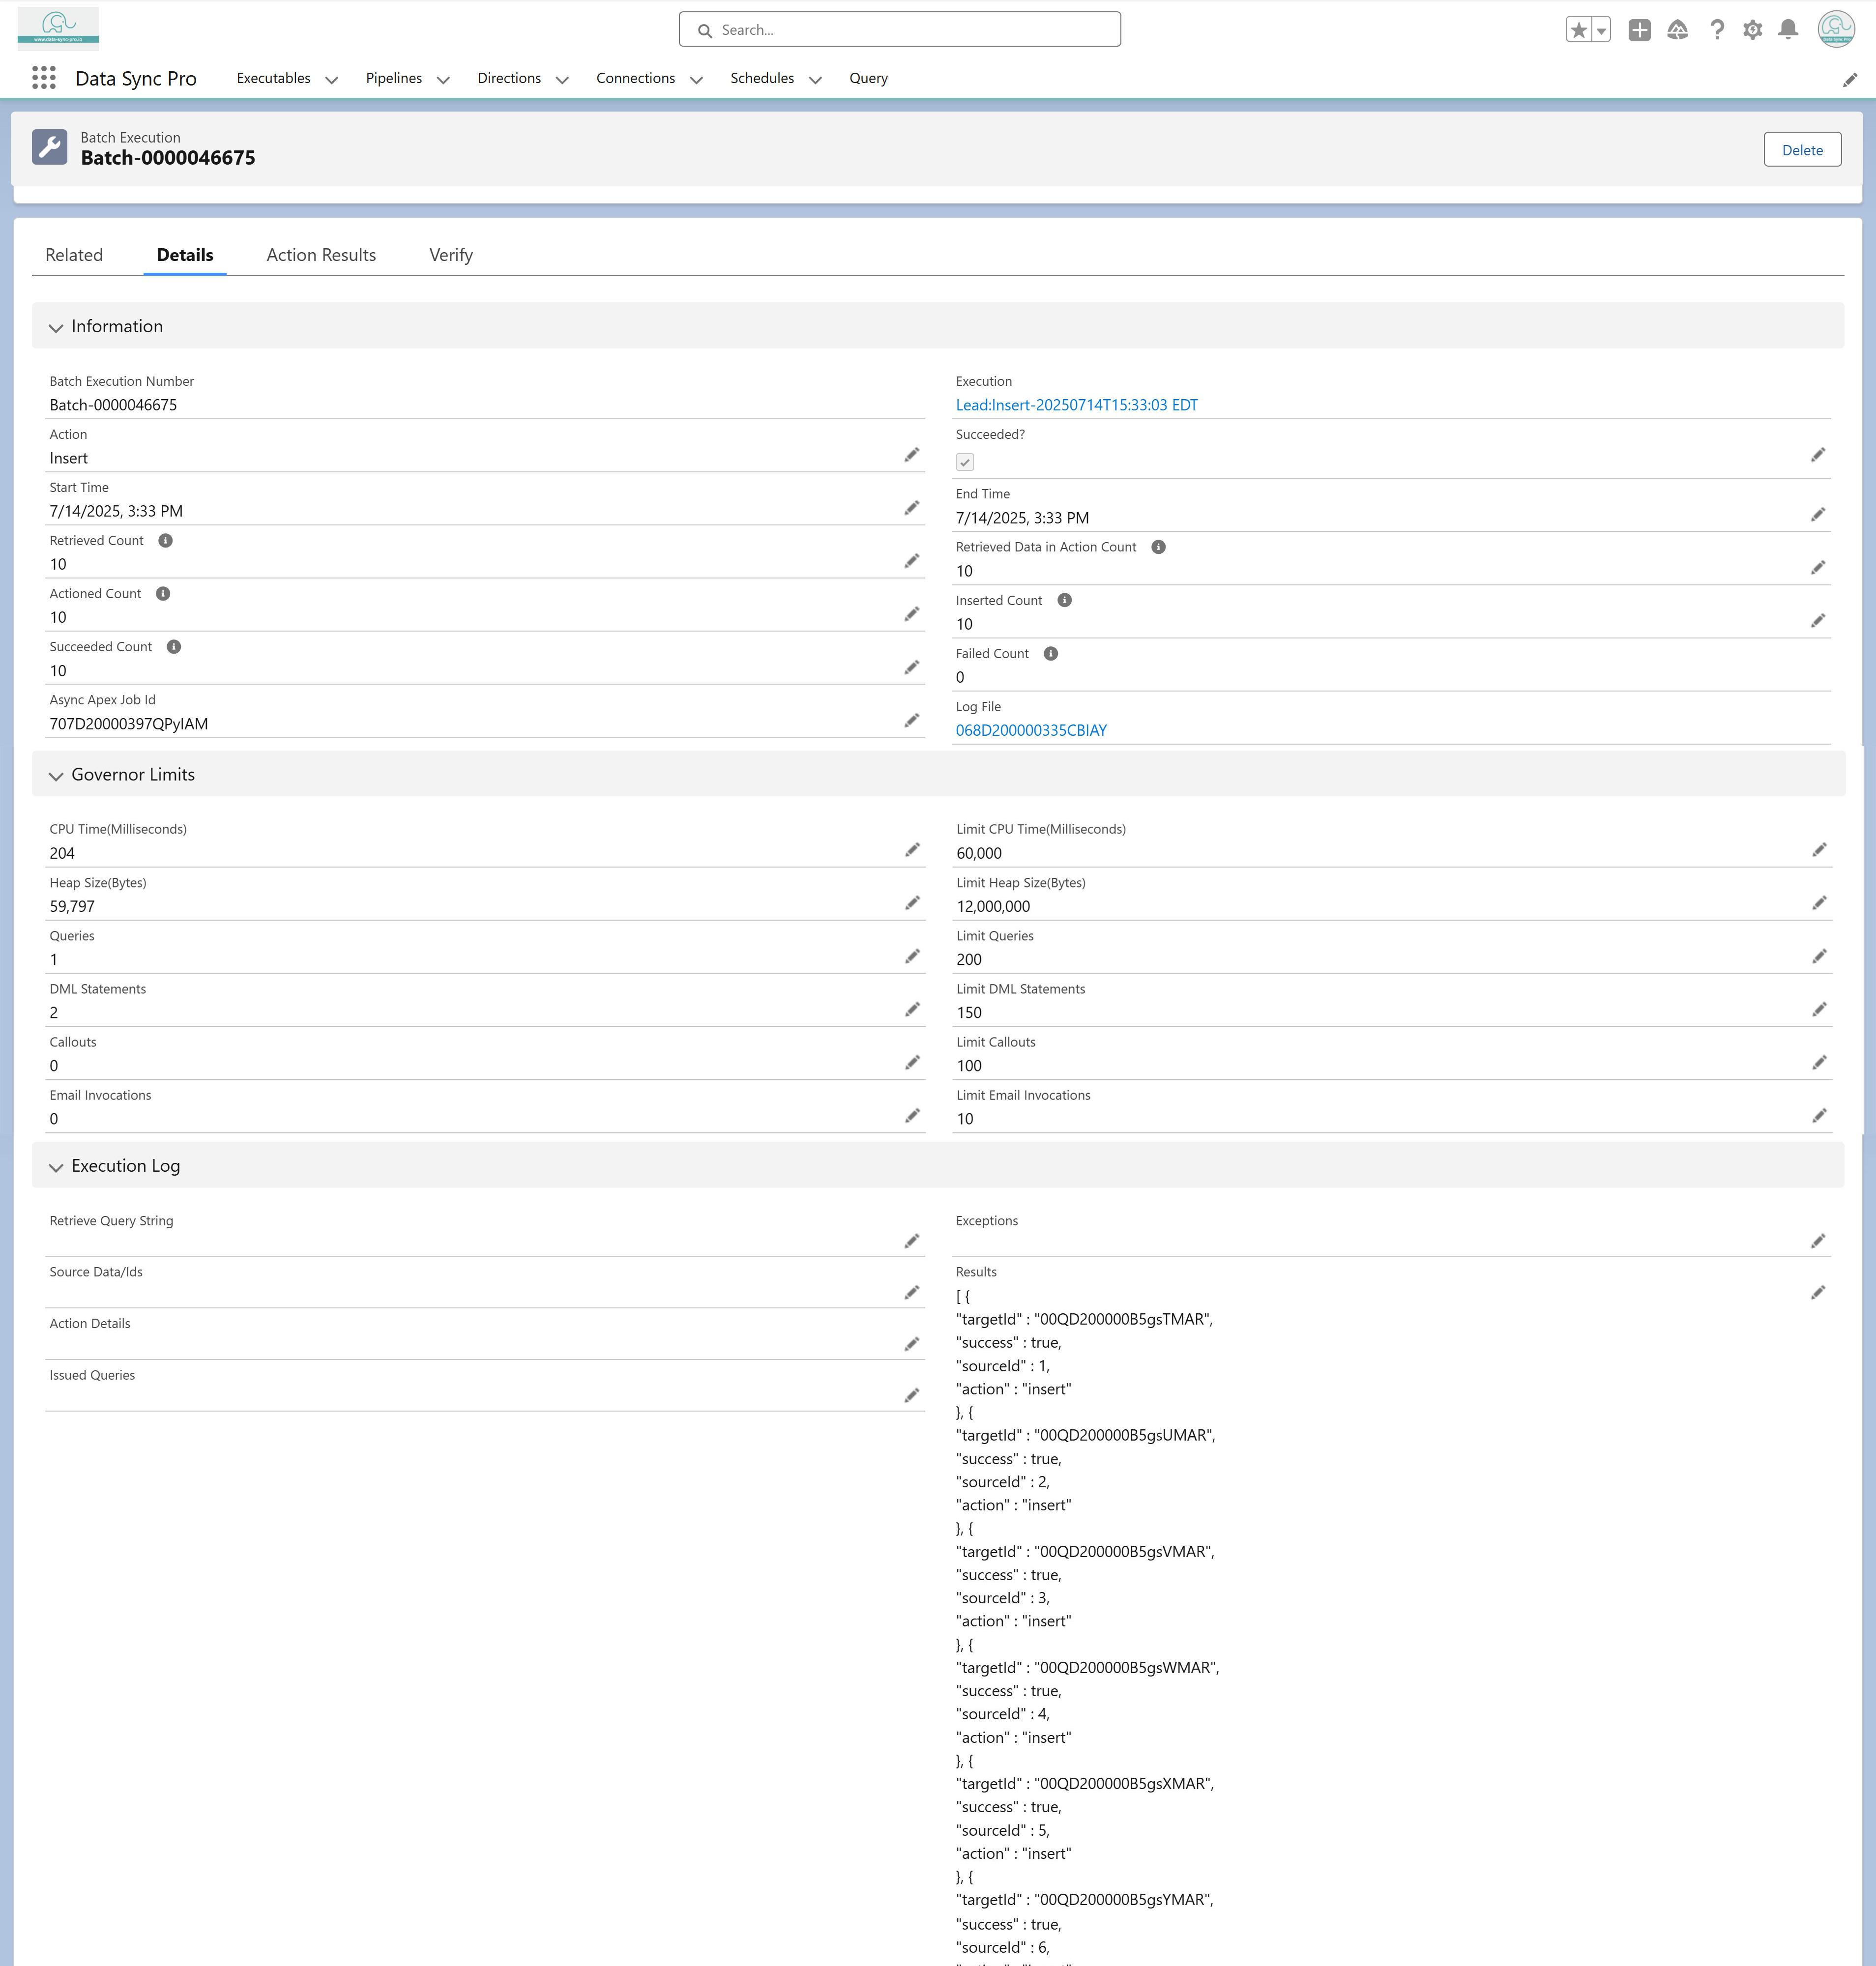 www.data-sync-pro.io
Search...
Data Sync Pro
Executables
Pipelines
Directions
Connections
Schedules
Query
Batch Execution
Batch-0000046675
Delete
Related
Details
Action Results
Verify
Information
Batch Execution Number
Batch-0000046675
Execution
Lead:Insert-20250714T15:33:03 EDT
Action
Insert
Succeeded?
Start Time
7/14/2025, 3:33 PM
End Time
7/14/2025, 3:33 PM
Retrieved Count
10
Retrieved Data in Action Count
10
Actioned Count
10
Inserted Count
10
Succeeded Count
10
Failed Count
0
Async Apex Job Id
707D20000397QPyIAM
Log File
068D200000335CBIAY
Governor Limits
CPU Time(Milliseconds)
204
Limit CPU Time(Milliseconds)
60,000
Heap Size(Bytes)
59,797
Limit Heap Size(Bytes)
12,000,000
Queries
1
Limit Queries
200
DML Statements
2
Limit DML Statements
150
Callouts
0
Limit Callouts
100
Email Invocations
0
Limit Email Invocations
10
Execution Log
Retrieve Query String
Source Data/Ids
Action Details
Issued Queries
Exceptions
Results
[ {
"targetId" : "00QD200000B5gsTMAR",
"success" : true,
"sourceId" : 1,
"action" : "insert"
}, {
"targetId" : "00QD200000B5gsUMAR",
"success" : true,
"sourceId" : 2,
"action" : "insert"
}, {
"targetId" : "00QD200000B5gsVMAR",
"success" : true,
"sourceId" : 3,
"action" : "insert"
}, {
"targetId" : "00QD200000B5gsWMAR",
"success" : true,
"sourceId" : 4,
"action" : "insert"
}, {
"targetId" : "00QD200000B5gsXMAR",
"success" : true,
"sourceId" : 5,
"action" : "insert"
}, {
"targetId" : "00QD200000B5gsYMAR",
"success" : true,
"sourceId" : 6,